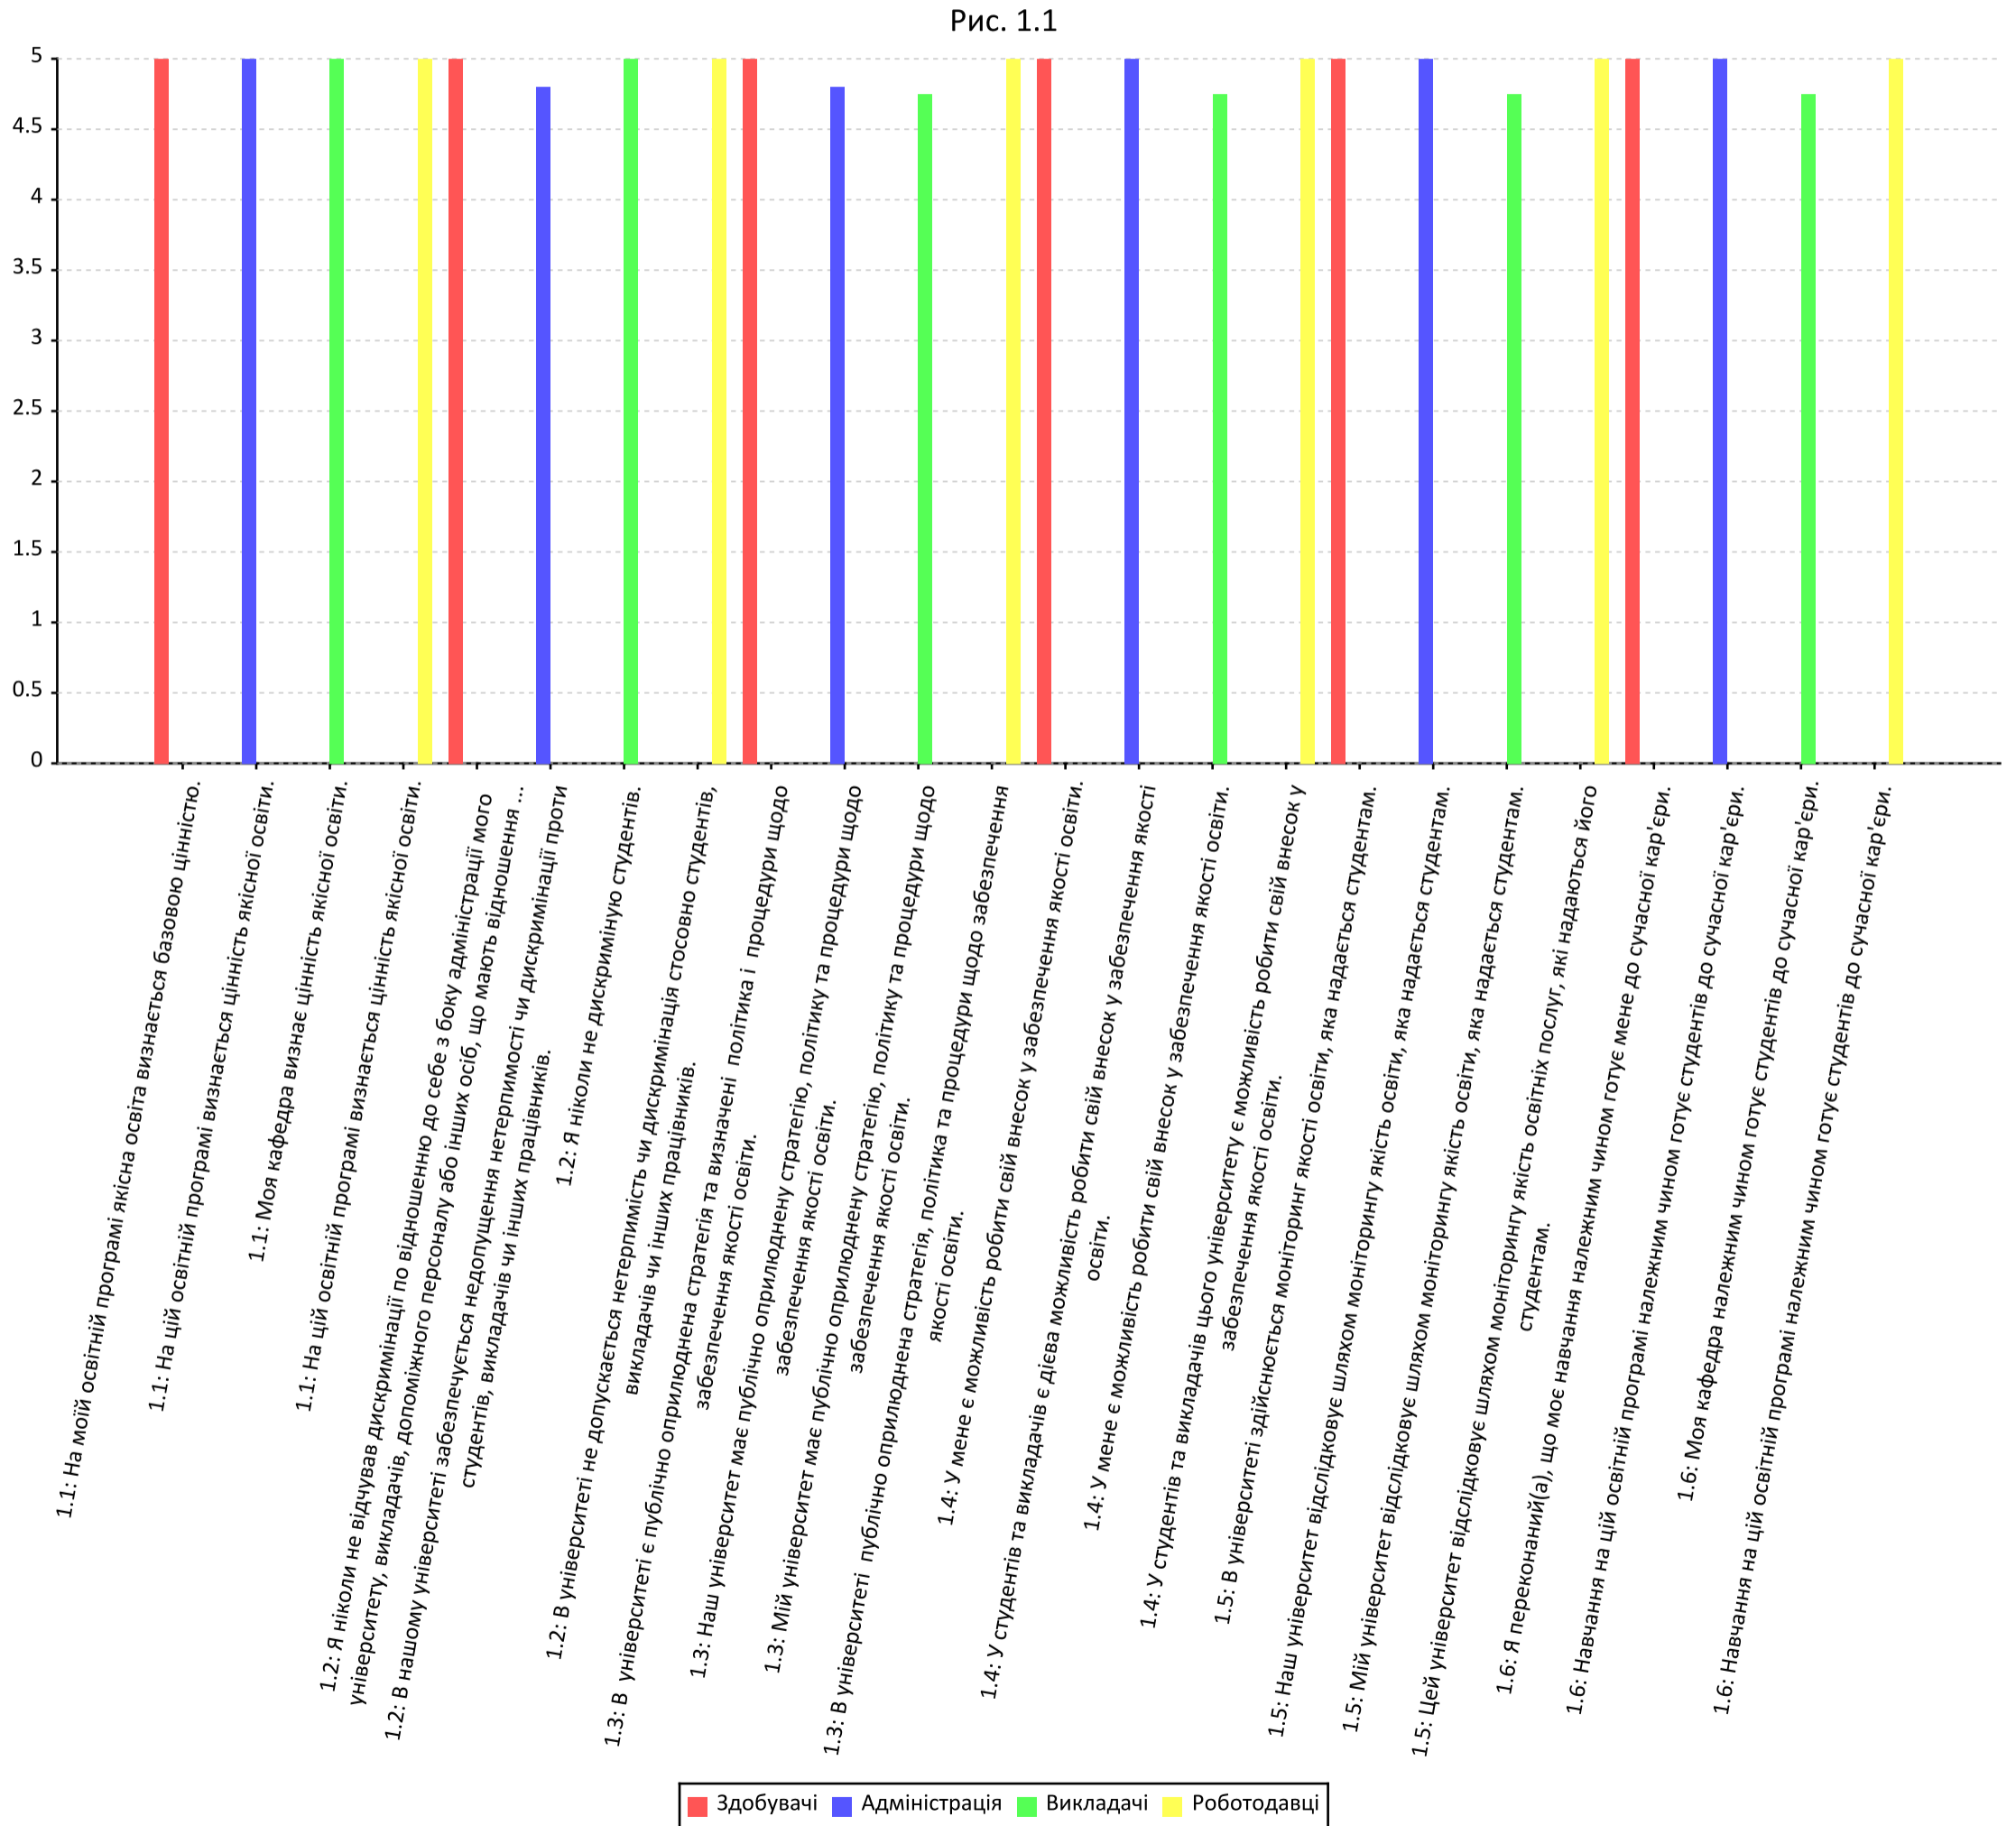 Рис. 1.1
5
4.5
4
3.5
3
2.5
2
1.5
1
0.5
0
1.1: На моїй освітній програмі якісна освіта визнається базовою цінністю.
1.1: На цій освітній програмі визнається цінність якісної освіти.
1.1: Моя кафедра визнає цінність якісної освіти.
1.1: На цій освітній програмі визнається цінність якісної освіти.
1.2: Я ніколи не відчував дискримінації по відношенню до себе з боку адміністрації мого
університету, викладачів, допоміжного персоналу або інших осіб, що мають відношення ...
1.2: В нашому університеті забезпечується недопущення нетерпимості чи дискримінації проти
студентів, викладачів чи інших працівників.
1.2: Я ніколи не дискриміную студентів.
1.2: В університеті не допускається нетерпимість чи дискримінація стосовно студентів,
викладачів чи інших працівників.
1.3: В  університеті є публічно оприлюднена стратегія та визначені  політика і  процедури щодо
забезпечення якості освіти.
1.3: Наш університет має публічно оприлюднену стратегію, політику та процедури щодо
забезпечення якості освіти.
1.3: Мій університет має публічно оприлюднену стратегію, політику та процедури щодо
забезпечення якості освіти.
1.3: В університеті  публічно оприлюднена стратегія, політика та процедури щодо забезпечення
якості освіти.
1.4: У мене є можливість робити свій внесок у забезпечення якості освіти.
1.4: У студентів та викладачів є дієва можливість робити свій внесок у забезпечення якості
освіти.
1.4: У мене є можливість робити свій внесок у забезпечення якості освіти.
1.4: У студентів та викладачів цього університету є можливість робити свій внесок у
забезпечення якості освіти.
1.5: В університеті здійснюється моніторинг якості освіти, яка надається студентам.
1.5: Наш університет відслідковує шляхом моніторингу якість освіти, яка надається студентам.
1.5: Мій університет відслідковує шляхом моніторингу якість освіти, яка надається студентам.
1.5: Цей університет відслідковує шляхом моніторингу якість освітніх послуг, які надаються його
студентам.
1.6: Я переконаний(а), що моє навчання належним чином готує мене до сучасної кар'єри.
1.6: Навчання на цій освітній програмі належним чином готує студентів до сучасної кар'єри.
1.6: Моя кафедра належним чином готує студентів до сучасної кар'єри.
1.6: Навчання на цій освітній програмі належним чином готує студентів до сучасної кар'єри.
Здобувачі Адміністрація Викладачі Роботодавці